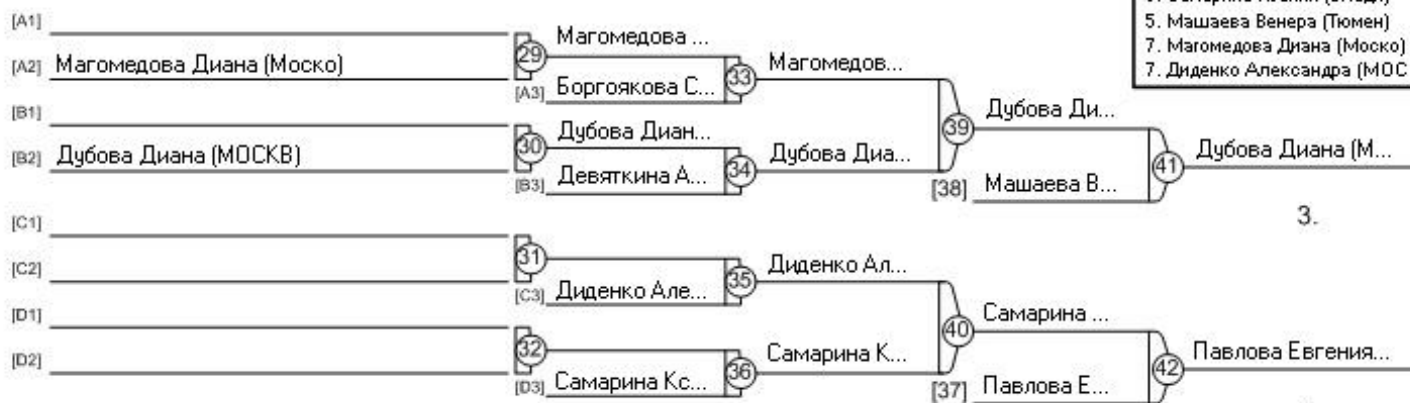 5. Машаева Венера (Тюмен)
7. Магомедова Диана (Моско)
7. Диденко Александра (МОС
[A1]
[A2] Магомедова Диана (Моско)
29
Магомедова ...
[A3] Боргоякова С...
33
Магомедов...
[B1]
[B2] Дубова Диана (МОСКВ)
30
Дубова Диан...
[B3] Девяткина А...
34
Дубова Диа...
39
Дубова Ди...
[38] Машаева В...
41
Дубова Диана (М...
3.
[C1]
[C2]
31
[C3] Диденко Але...
35
Диденко Ал...
[D1]
[D2]
32
[D3] Самарина Кс...
36
Самарина К...
40
Самарина ...
[37] Павлова Е...
42
Павлова Евгения...